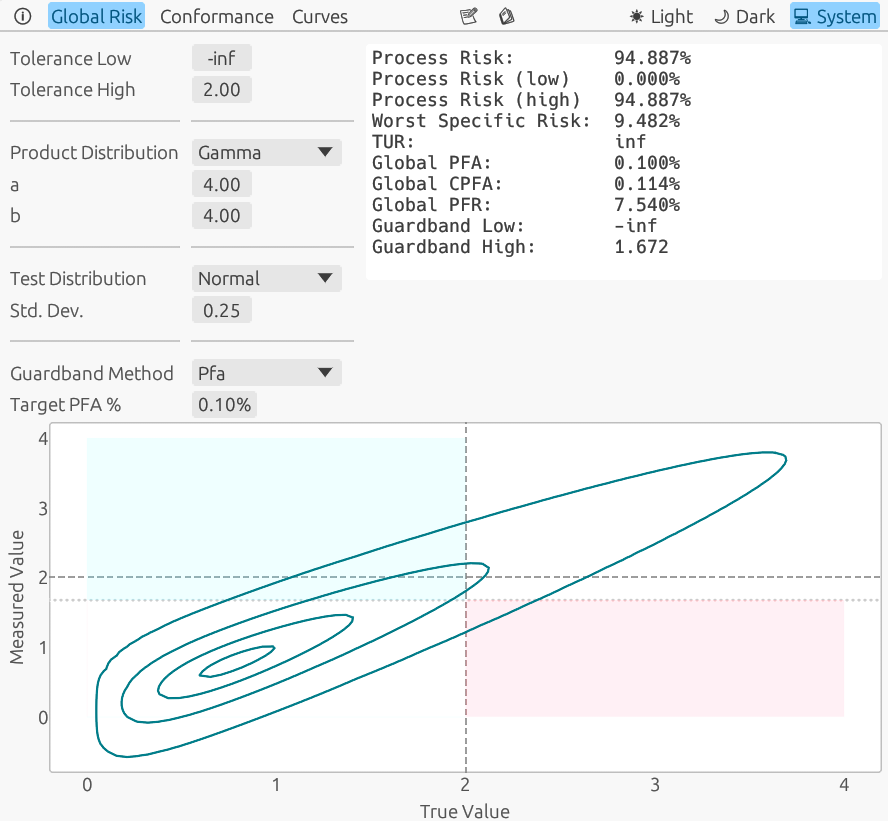 Global Risk Conformance Curves Light Dark System
Tolerance Low -inf
Tolerance High 2.00
Product Distribution Gamma
a 4.00
b 4.00
Test Distribution Normal
Std. Dev. 0.25
Guardband Method Pfa
Target PFA % 0.10%
Process Risk: 94.887%
Process Risk (low) 0.000%
Process Risk (high) 94.887%
Worst Specific Risk: 9.482%
TUR: inf
Global PFA: 0.100%
Global CPFA: 0.114%
Global PFR: 7.540%
Guardband Low: -inf
Guardband High: 1.672
4
3
2
1
0
Measured Value
0 1 2 3 4
True Value